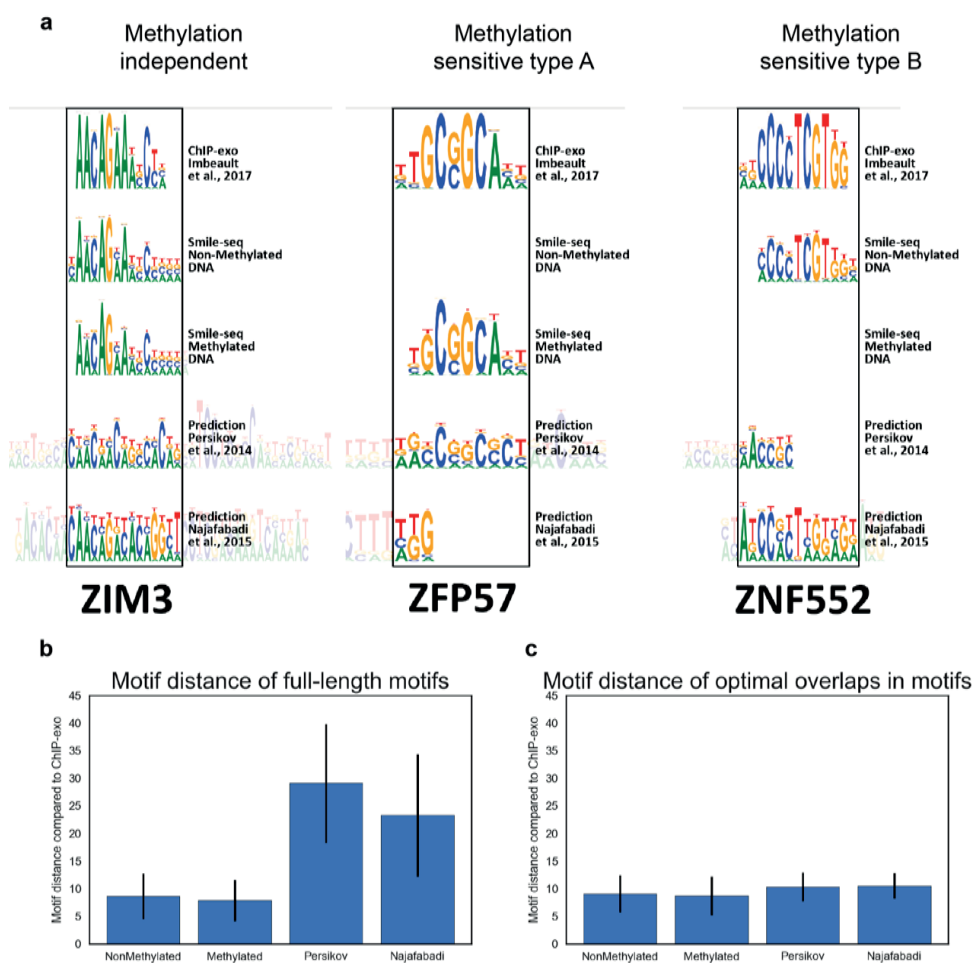 a
Methylation
independent
Methylation
sensitive type A
Methylation
sensitive type B
ChIP-exo
Imbeault
et al., 2017
ChIP-exo
Imbeault
et al., 2017
ChIP-exo
Imbeault
et al., 2017
Smile-seq
Non-Methylated
DNA
Smile-seq
Non-Methylated
DNA
Smile-seq
Non-Methylated
DNA
Smile-seq
Methylated
DNA
Smile-seq
Methylated
DNA
Smile-seq
Methylated
DNA
Prediction
Persikov
et al., 2014
Prediction
Persikov
et al., 2014
Prediction
Persikov
et al., 2014
Prediction
Najafabadi
et al., 2015
Prediction
Najafabadi
et al., 2015
Prediction
Najafabadi
et al., 2015
ZIM3
ZFP57
ZNF552
b
Motif distance of full-length motifs
Motif distance compared to ChIP-exo
45
40
35
30
25
20
15
10
5
0
NonMethylated
Methylated
Persikov
Najafabadi
c
Motif distance of optimal overlaps in motifs
Motif distance compared to ChIP-exo
45
40
35
30
25
20
15
10
5
0
NonMethylated
Methylated
Persikov
Najafabadi